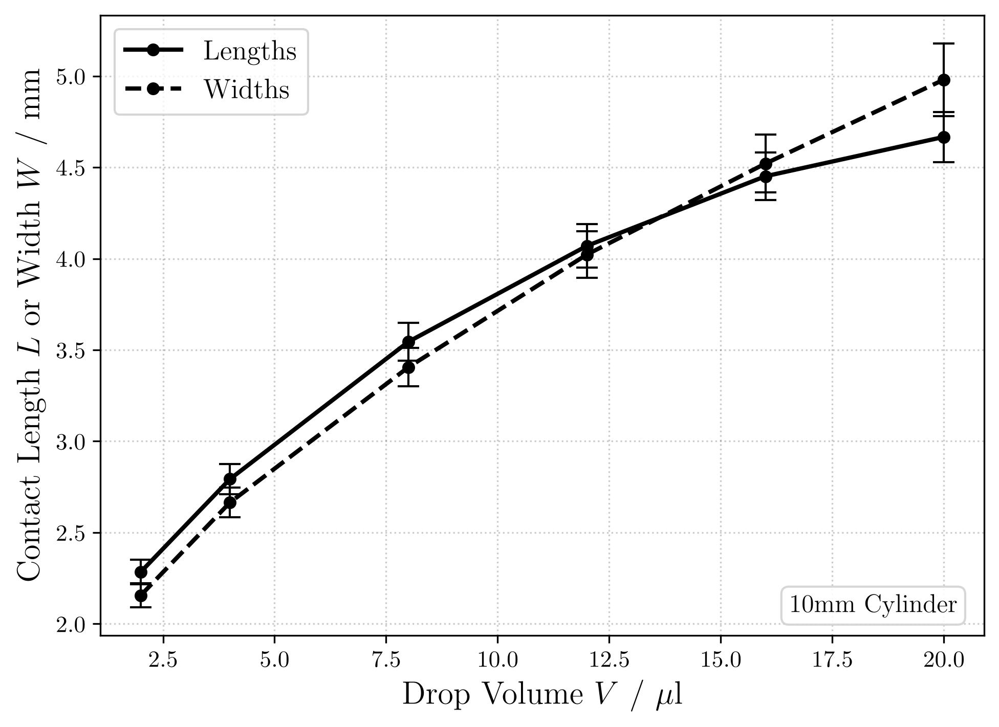 Lengths
Widths
5.0
4.5
4.0
3.5
3.0
2.5
2.0
Contact Length L or Width W / mm
10mm Cylinder
2.5 5.0 7.5 10.0 12.5 15.0 17.5 20.0
Drop Volume V / μl